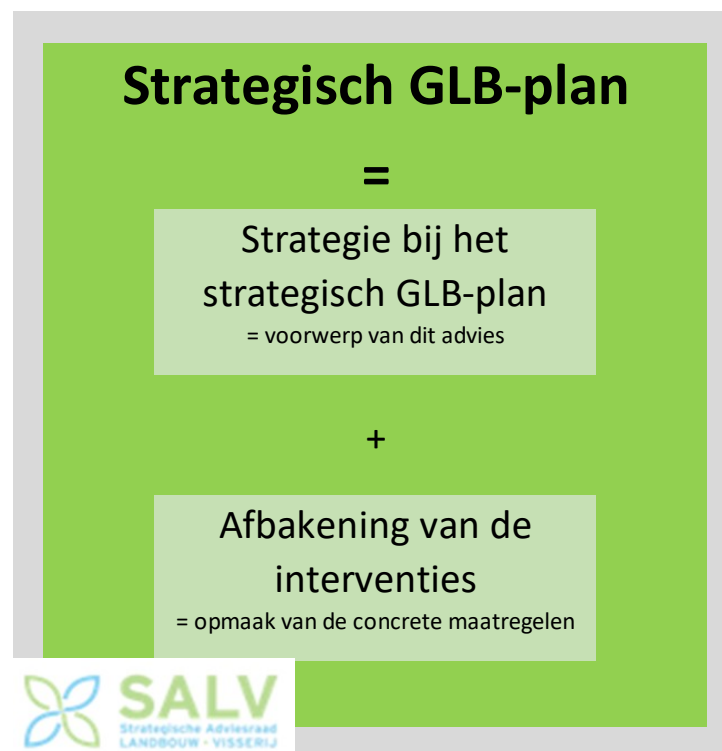 Strategisch GLB-plan
=
Strategie bij het
strategisch GLB-plan
= voorwerp van dit advies
+
Afbakening van de
interventies
= opmaak van de concrete maatregelen
SALV
Strategische Adviesraad
LANDBOUW · VISSERIJ